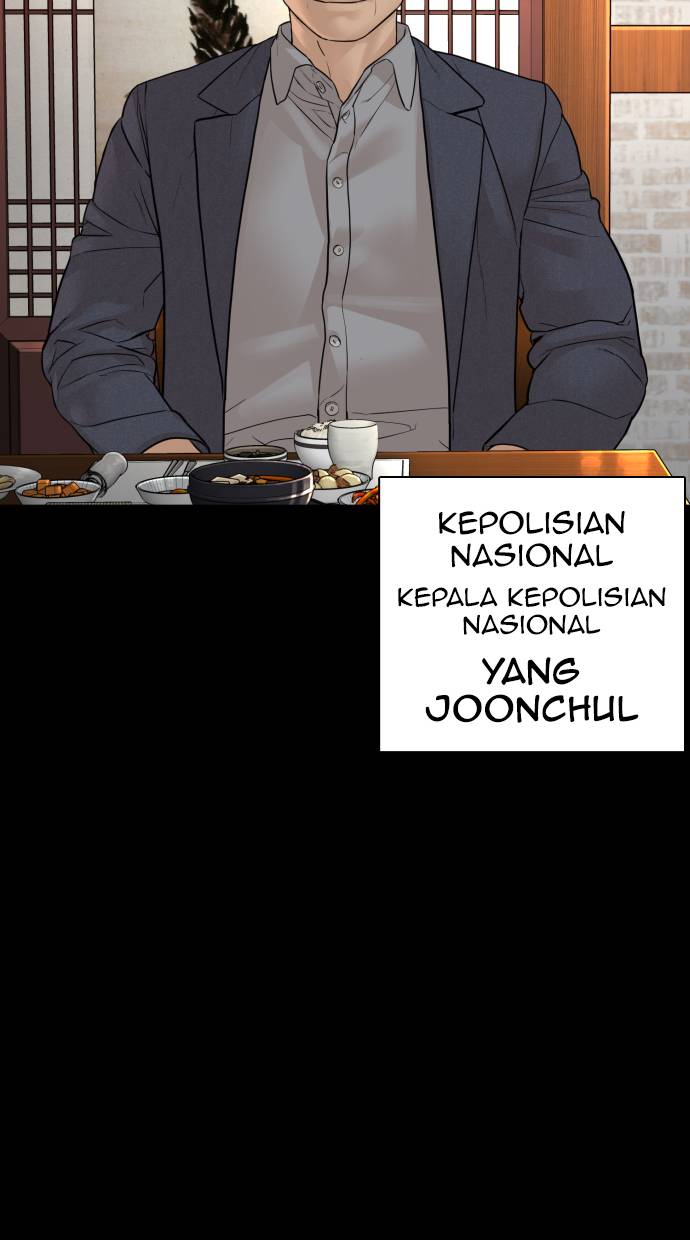 KEPOLISIAN
NASIONAL
KEPALA KEPOLISIAN
NASIONAL
YANG
JOONCHUL